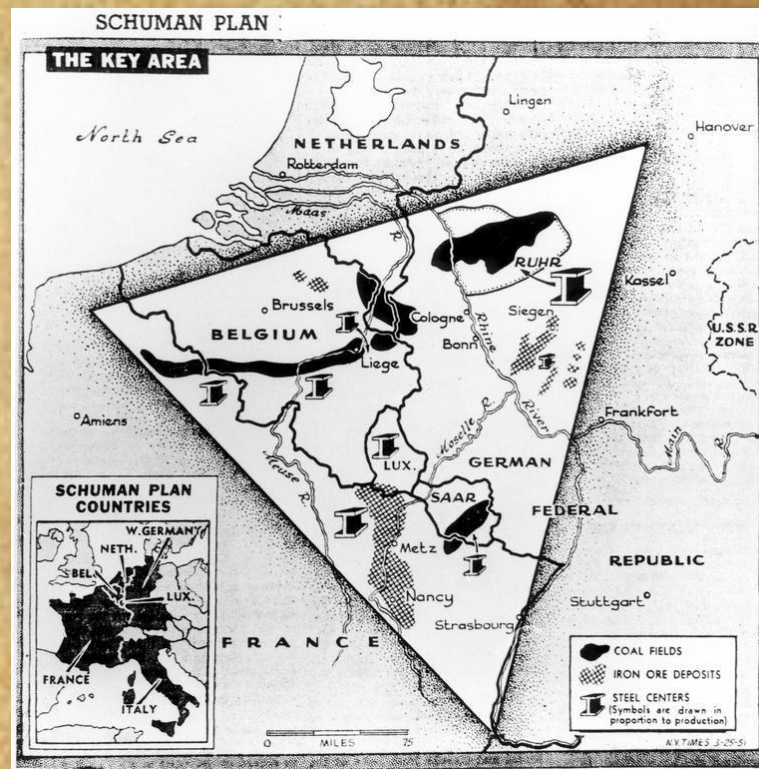 SCHUMAN PLAN :
THE KEY AREA
North Sea
NETHERLANDS
Rotterdam
Maas
R.
Lingen
Hanover
RUHR
Kassel
U.S.S.R.
ZONE
Brussels
BELGIUM
Liege
Cologne
Bonn
Rhine
River
Siegen
Amiens
Meuse R.
LUX.
Moselle R.
Frankfort
Main
R.
GERMAN
FEDERAL
REPUBLIC
SAAR
Metz
Nancy
Strasbourg
Stuttgart
FRANCE
SCHUMAN PLAN
COUNTRIES
W.GERMANY
NETH.
BEL.
LUX.
FRANCE
ITALY
0 MILES 75
COAL FIELDS
IRON ORE DEPOSITS
STEEL CENTERS
(Symbols are drawn in
proportion to production)
N.Y. TIMES 3-25-51